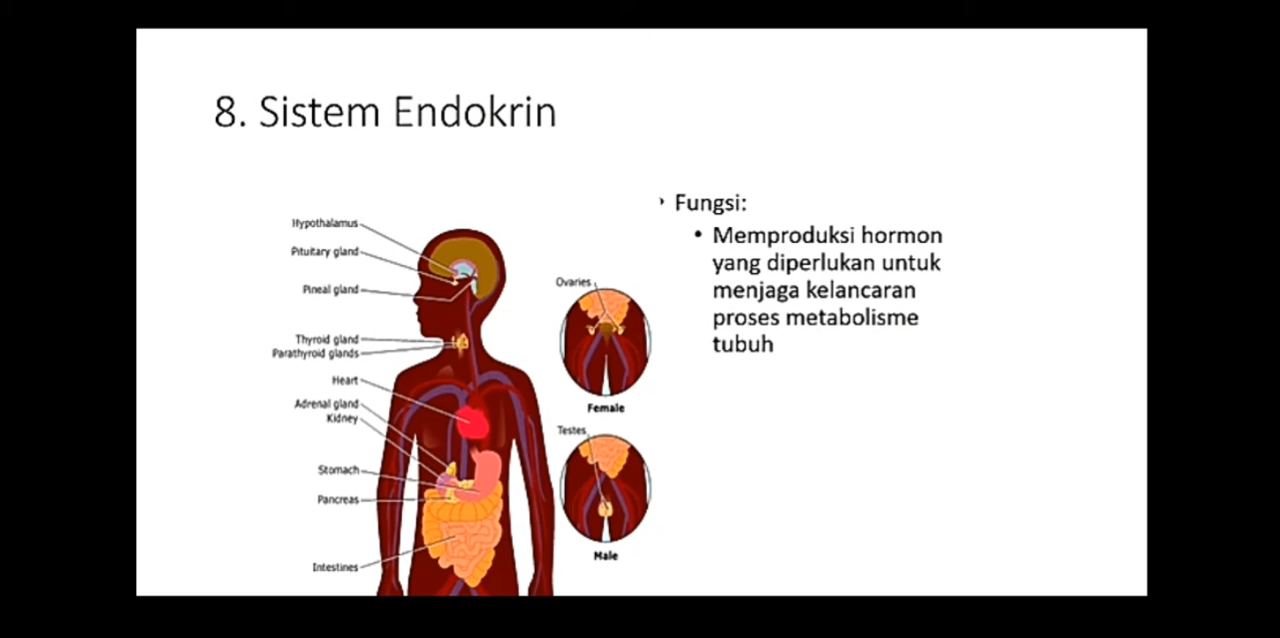 8. Sistem Endokrin
Hypothalamus
Pituitary gland
Pineal gland
Thyroid gland
Parathyroid glands
Heart
Adrenal gland
Kidney
Stomach
Pancreas
Intestines
Ovaries
Female
Testes
Male
Fungsi:
• Memproduksi hormon
yang diperlukan untuk
menjaga kelancaran
proses metabolisme
tubuh